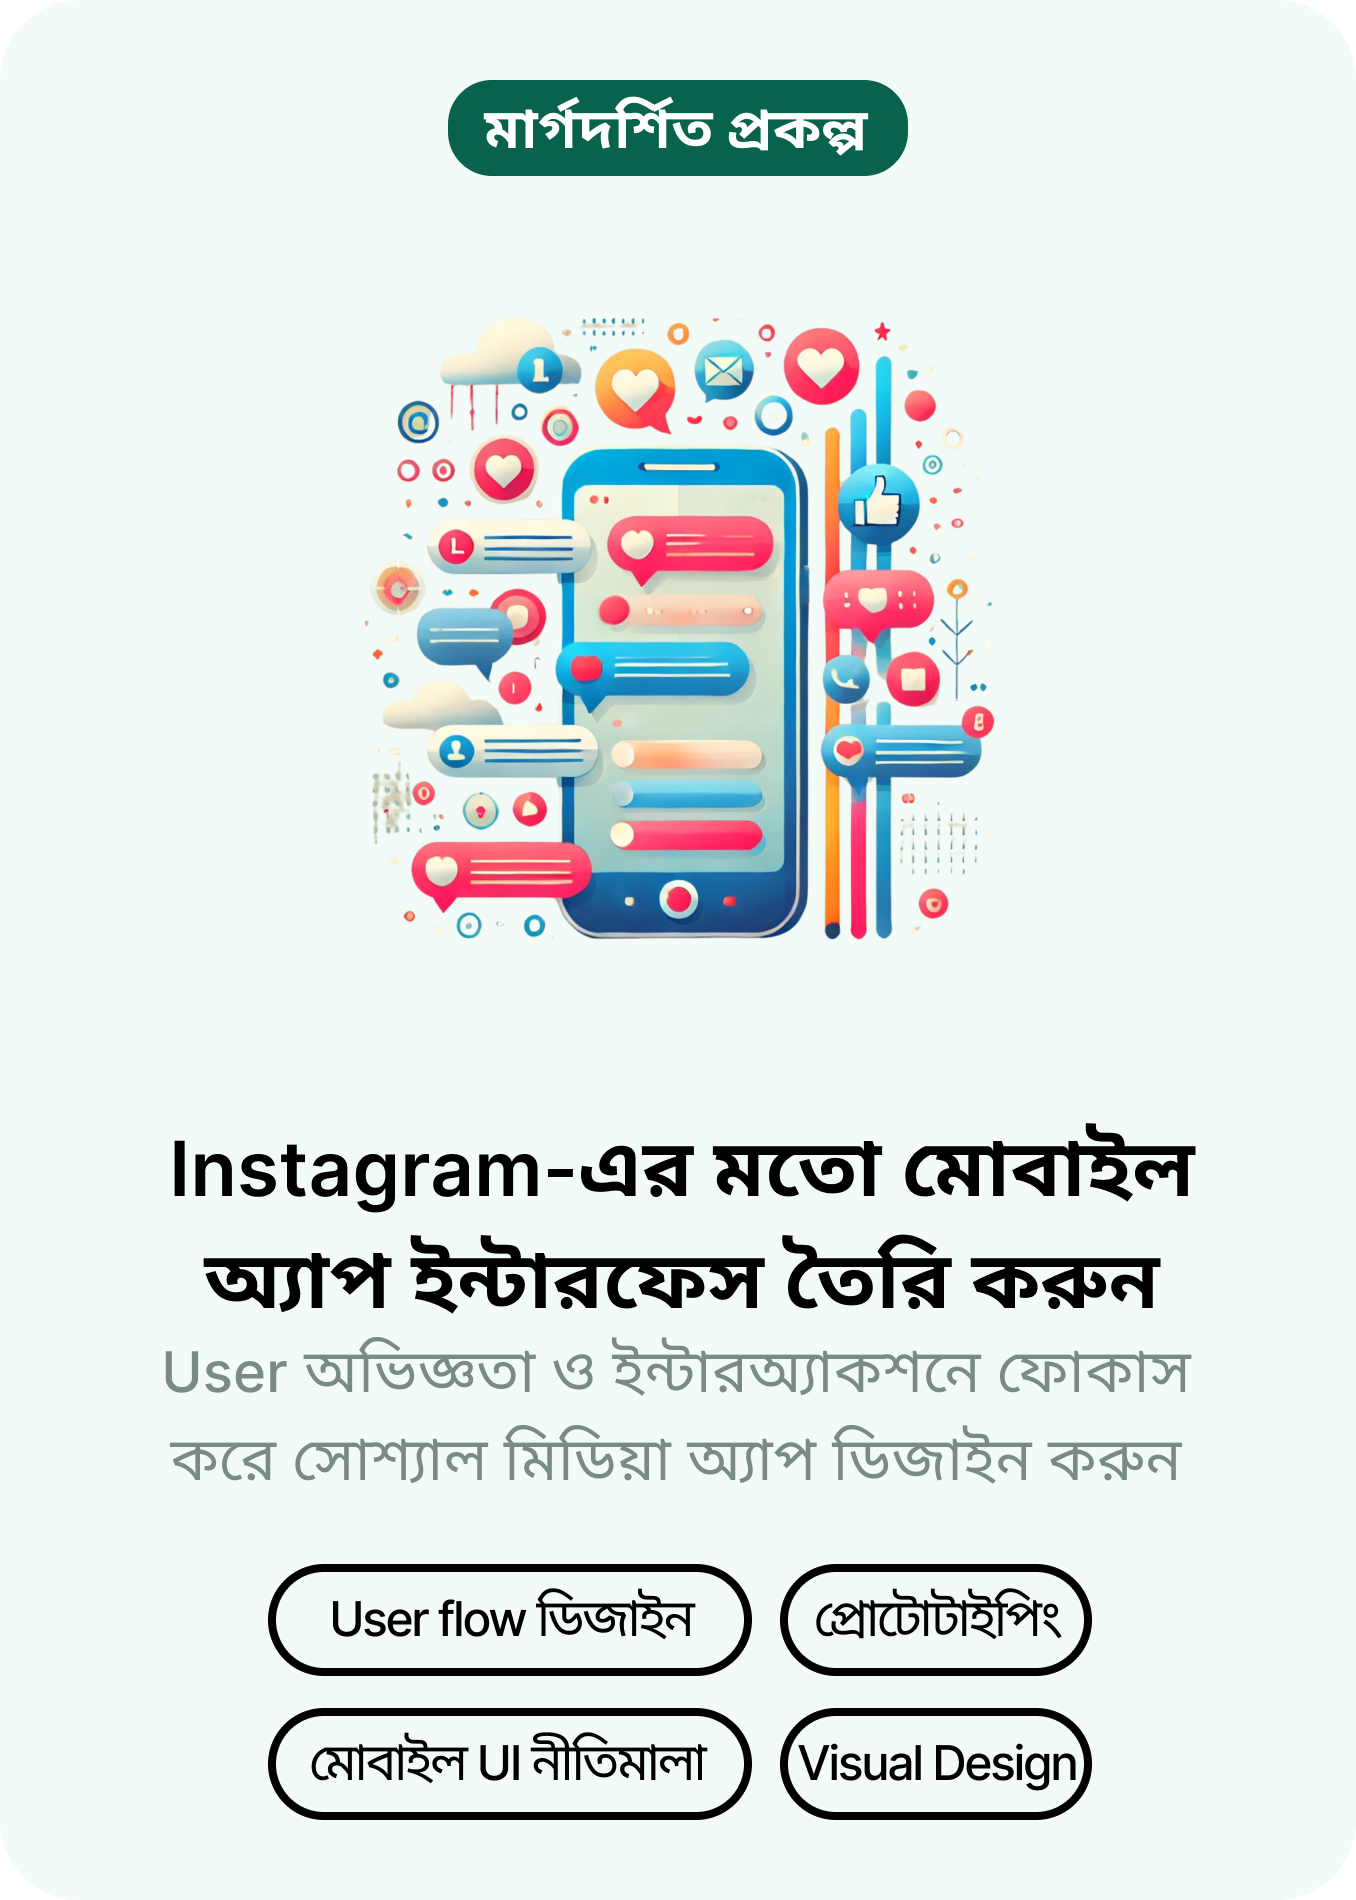 মার্গদর্শিত প্রকল্প
Instagram-এর মতো মোবাইল
অ্যাপ ইন্টারফেস তৈরি করুন
User অভিজ্ঞতা ও ইন্টারঅ্যাকশনে ফোকাস
করে সোশ্যাল মিডিয়া অ্যাপ ডিজাইন করুন
User flow ডিজাইন
প্রোটোটাইপিং
মোবাইল UI নীতিমালা
Visual Design